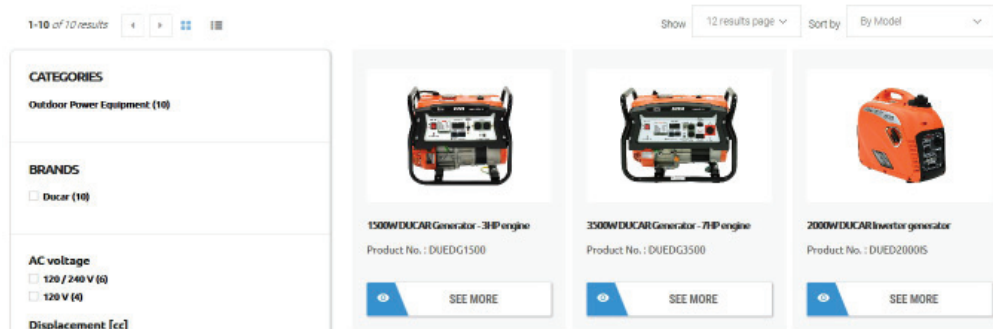 1-10 of 10 results
Show 12 results page
Sort by By Model
CATEGORIES
Outdoor Power Equipment (10)
BRANDS
Ducar (10)
AC voltage
120 / 240 V (6)
120 V (4)
Displacement [cc]
1500W DUCAR Generator - 3HP engine
Product No. : DUEDG1500
SEE MORE
3500W DUCAR Generator - 7HP engine
Product No. : DUEDG3500
SEE MORE
2000W DUCAR Inverter generator
Product No. : DUED2000IS
SEE MORE